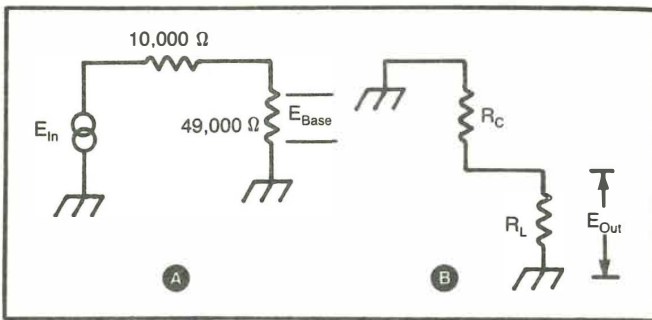 10,000 Ω
E_In
49,000 Ω
E_Base
A
R_C
R_L
E_Out
B